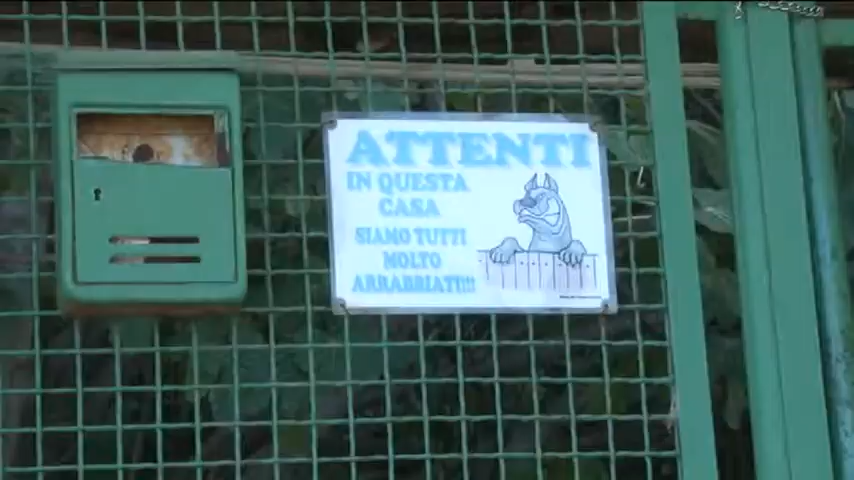 ATTENTI
IN QUESTA
CASA
SIAMO TUTTI
MOLTO
ARRABBIATI!!!